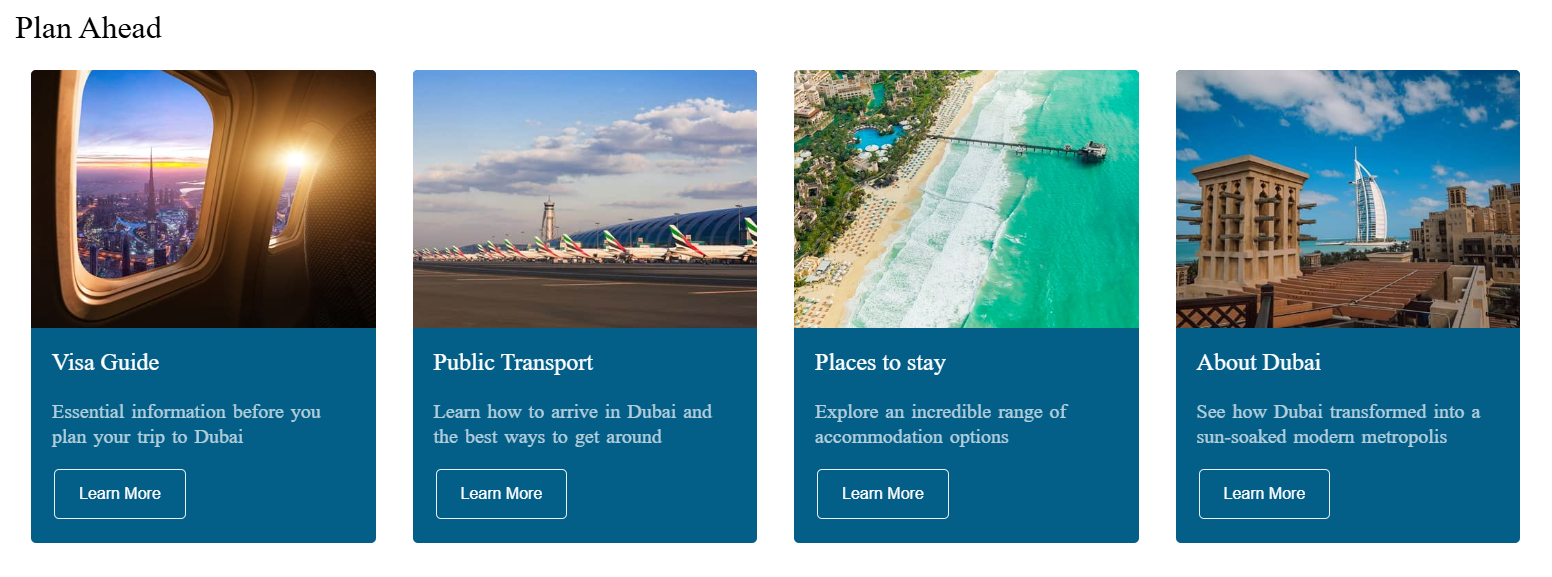 Plan Ahead
Visa Guide
Essential information before you
plan your trip to Dubai
Learn More
Public Transport
Learn how to arrive in Dubai and
the best ways to get around
Learn More
Places to stay
Explore an incredible range of
accommodation options
Learn More
About Dubai
See how Dubai transformed into a
sun-soaked modern metropolis
Learn More